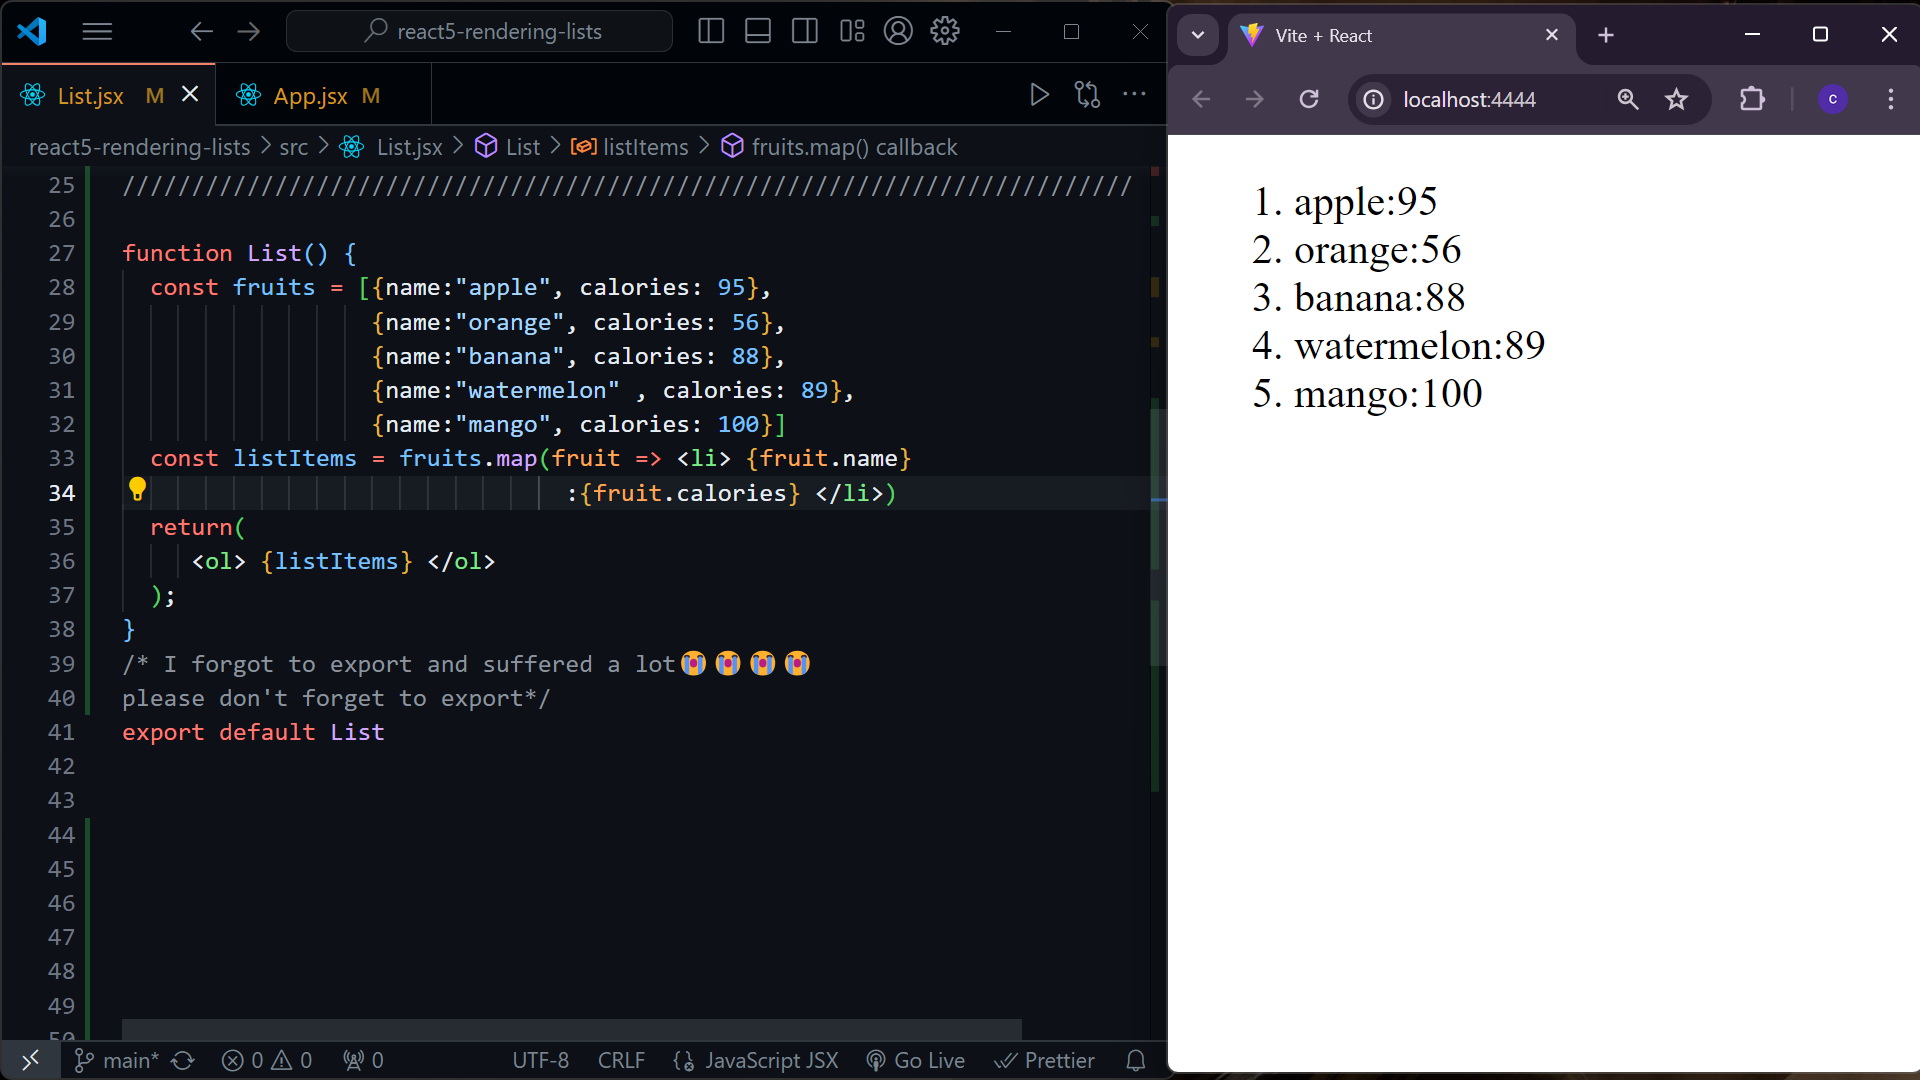 react5-rendering-lists
List.jsx M
App.jsx M
react5-rendering-lists > src > List.jsx > List > listItems > fruits.map() callback
25 /////////////////////////////////////////////////////////////////////////
26
27 function List() {
28 const fruits = [{name:"apple", calories: 95},
29 {name:"orange", calories: 56},
30 {name:"banana", calories: 88},
31 {name:"watermelon" , calories: 89},
32 {name:"mango", calories: 100}]
33 const listItems = fruits.map(fruit => <li> {fruit.name}
34 :{fruit.calories} </li>)
35 return(
36 <ol> {listItems} </ol>
37 );
38 }
39 /* I forgot to export and suffered a lot😭😭😭😭
40 please don't forget to export*/
41 export default List
42
43
44
45
46
47
48
49
50
main* 0 0 0 UTF-8 CRLF JavaScript JSX Go Live Prettier
Vite + React
localhost:4444
c
1. apple:95
2. orange:56
3. banana:88
4. watermelon:89
5. mango:100